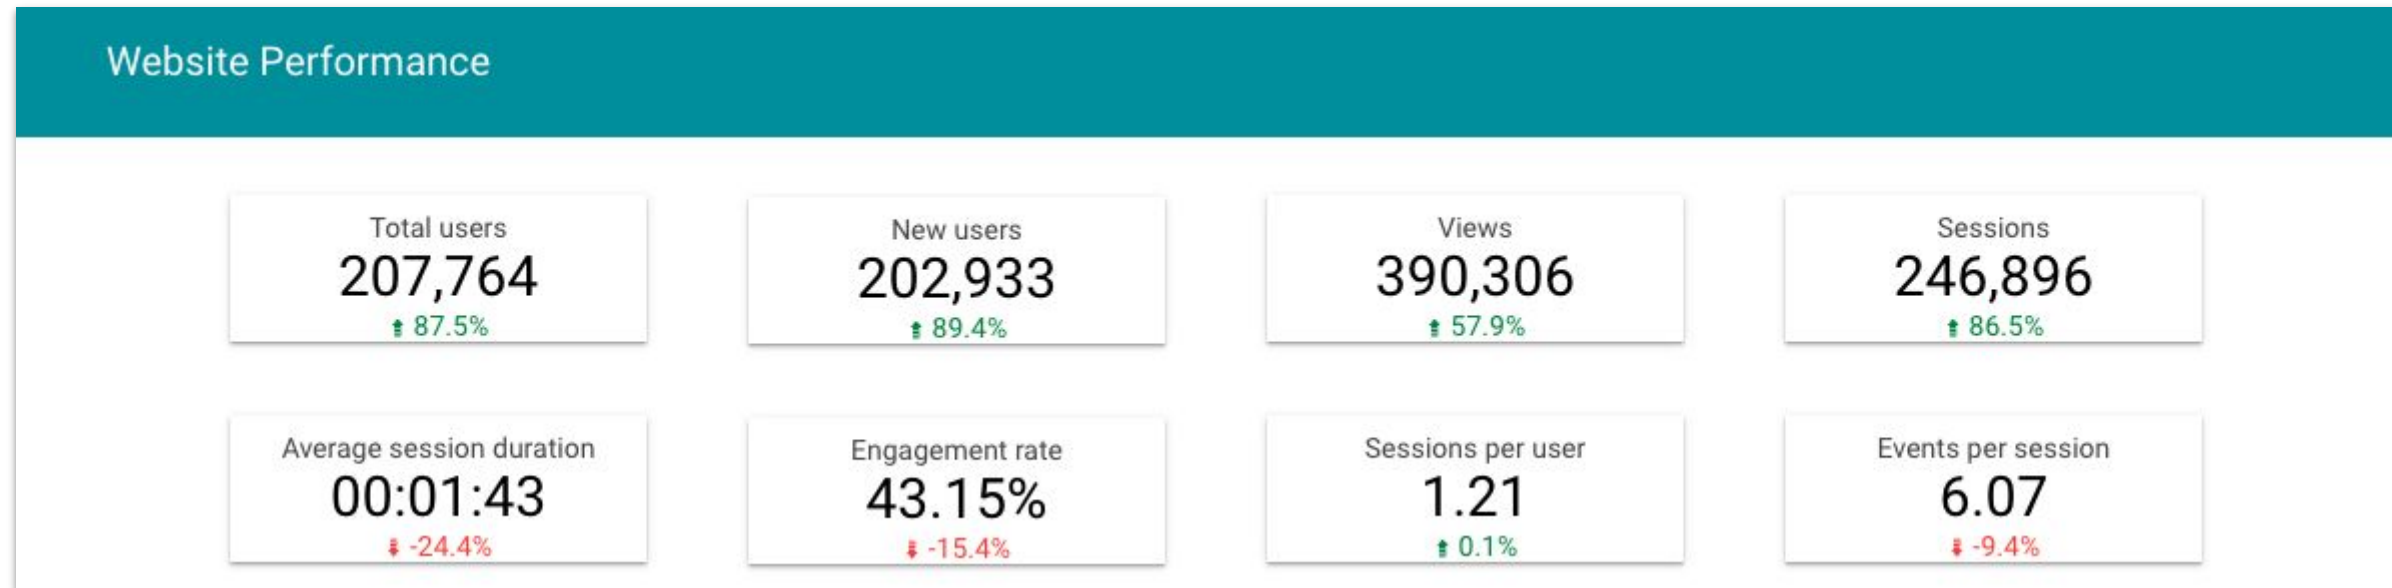 Website Performance
Total users
207,764
87.5%
New users
202,933
89.4%
Views
390,306
57.9%
Sessions
246,896
86.5%
Average session duration
00:01:43
-24.4%
Engagement rate
43.15%
-15.4%
Sessions per user
1.21
0.1%
Events per session
6.07
-9.4%